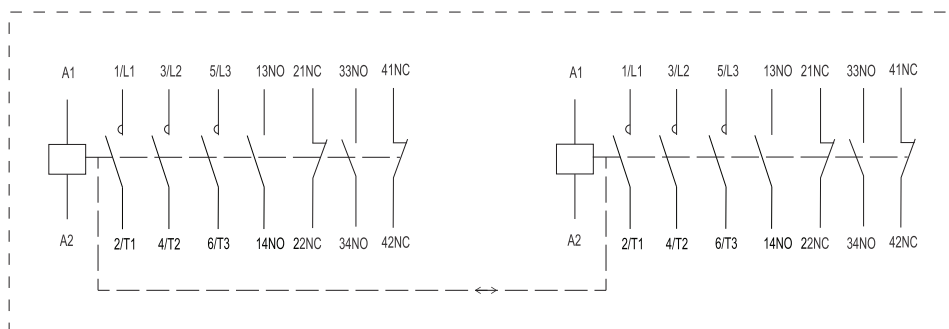 A1 1/L1 3/L2 5/L3 13NO 21NC 33NO 41NC A1 1/L1 3/L2 5/L3 13NO 21NC 33NO 41NC
A2 2/T1 4/T2 6/T3 14NO 22NC 34NO 42NC A2 2/T1 4/T2 6/T3 14NO 22NC 34NO 42NC